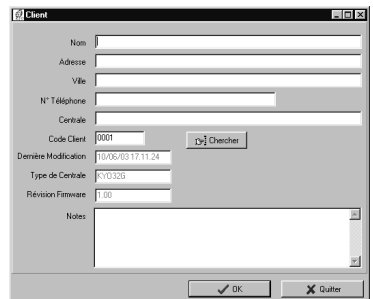 Client
Nom
Adresse
Ville
N° Téléphone
Centrale
Code Client 0001 Chercher
Dernière Modification 10/06/03 17.11.24
Type de Centrale KYO32G
Révision Firmware 1.00
Notes
OK Quitter